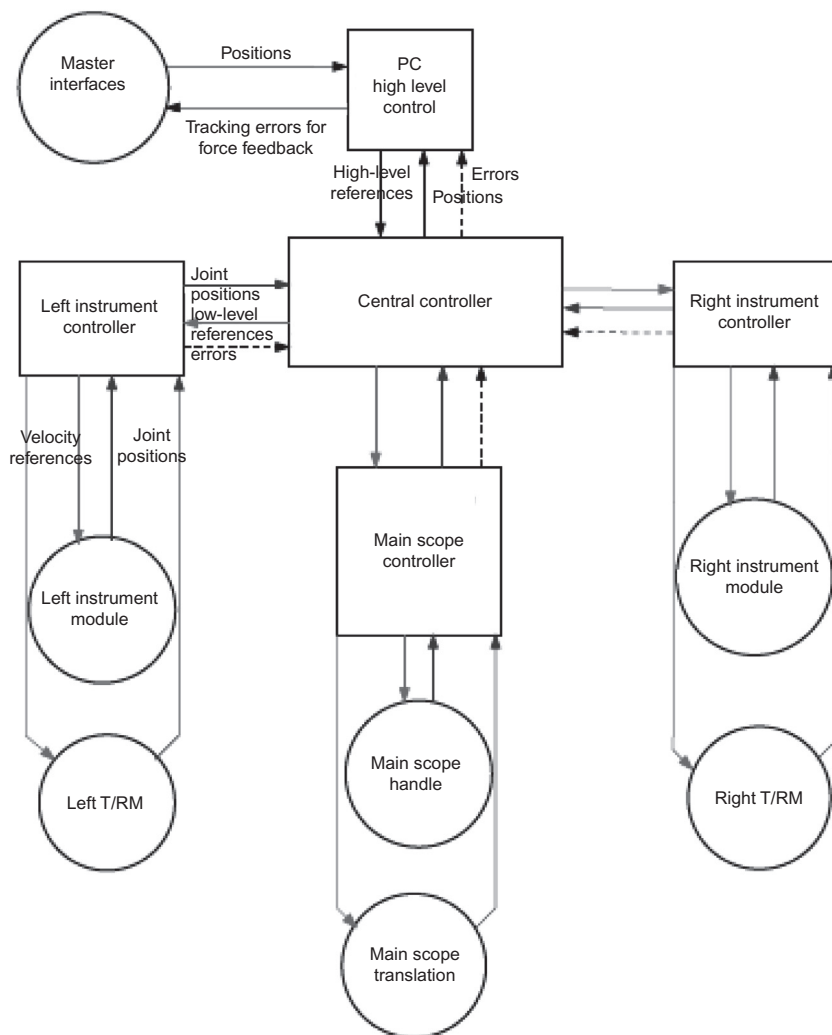 Master
interfaces
Positions
PC
high level
control
Tracking errors for
force feedback
High-level
references
Errors
Positions
Left instrument
controller
Joint
positions
low-level
references
errors
Central controller
Right instrument
controller
Velocity
references
Joint
positions
Main scope
controller
Left instrument
module
Right instrument
module
Main scope
handle
Left T/RM
Right T/RM
Main scope
translation